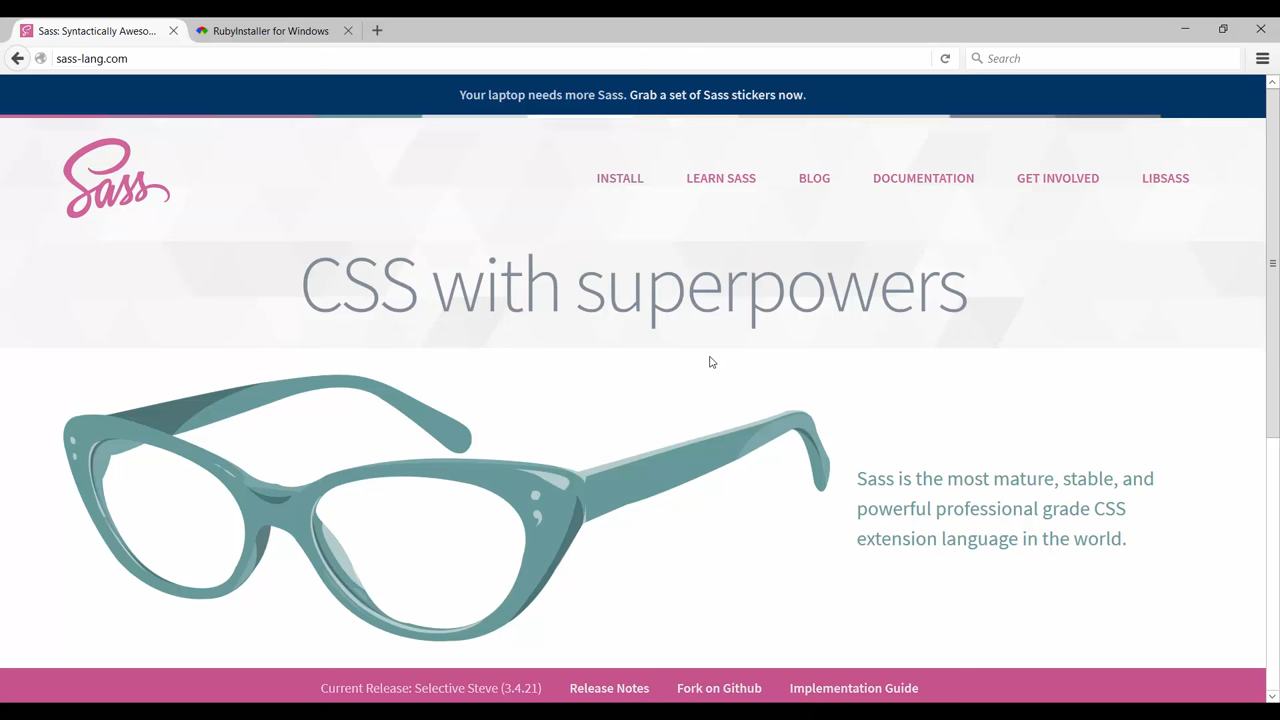 Sass: Syntactically Aweso...
RubyInstaller for Windows
sass-lang.com
Search
Your laptop needs more Sass. Grab a set of Sass stickers now.
Sass
INSTALL
LEARN SASS
BLOG
DOCUMENTATION
GET INVOLVED
LIBSASS
CSS with superpowers
Sass is the most mature, stable, and
powerful professional grade CSS
extension language in the world.
Current Release: Selective Steve (3.4.21)
Release Notes
Fork on Github
Implementation Guide